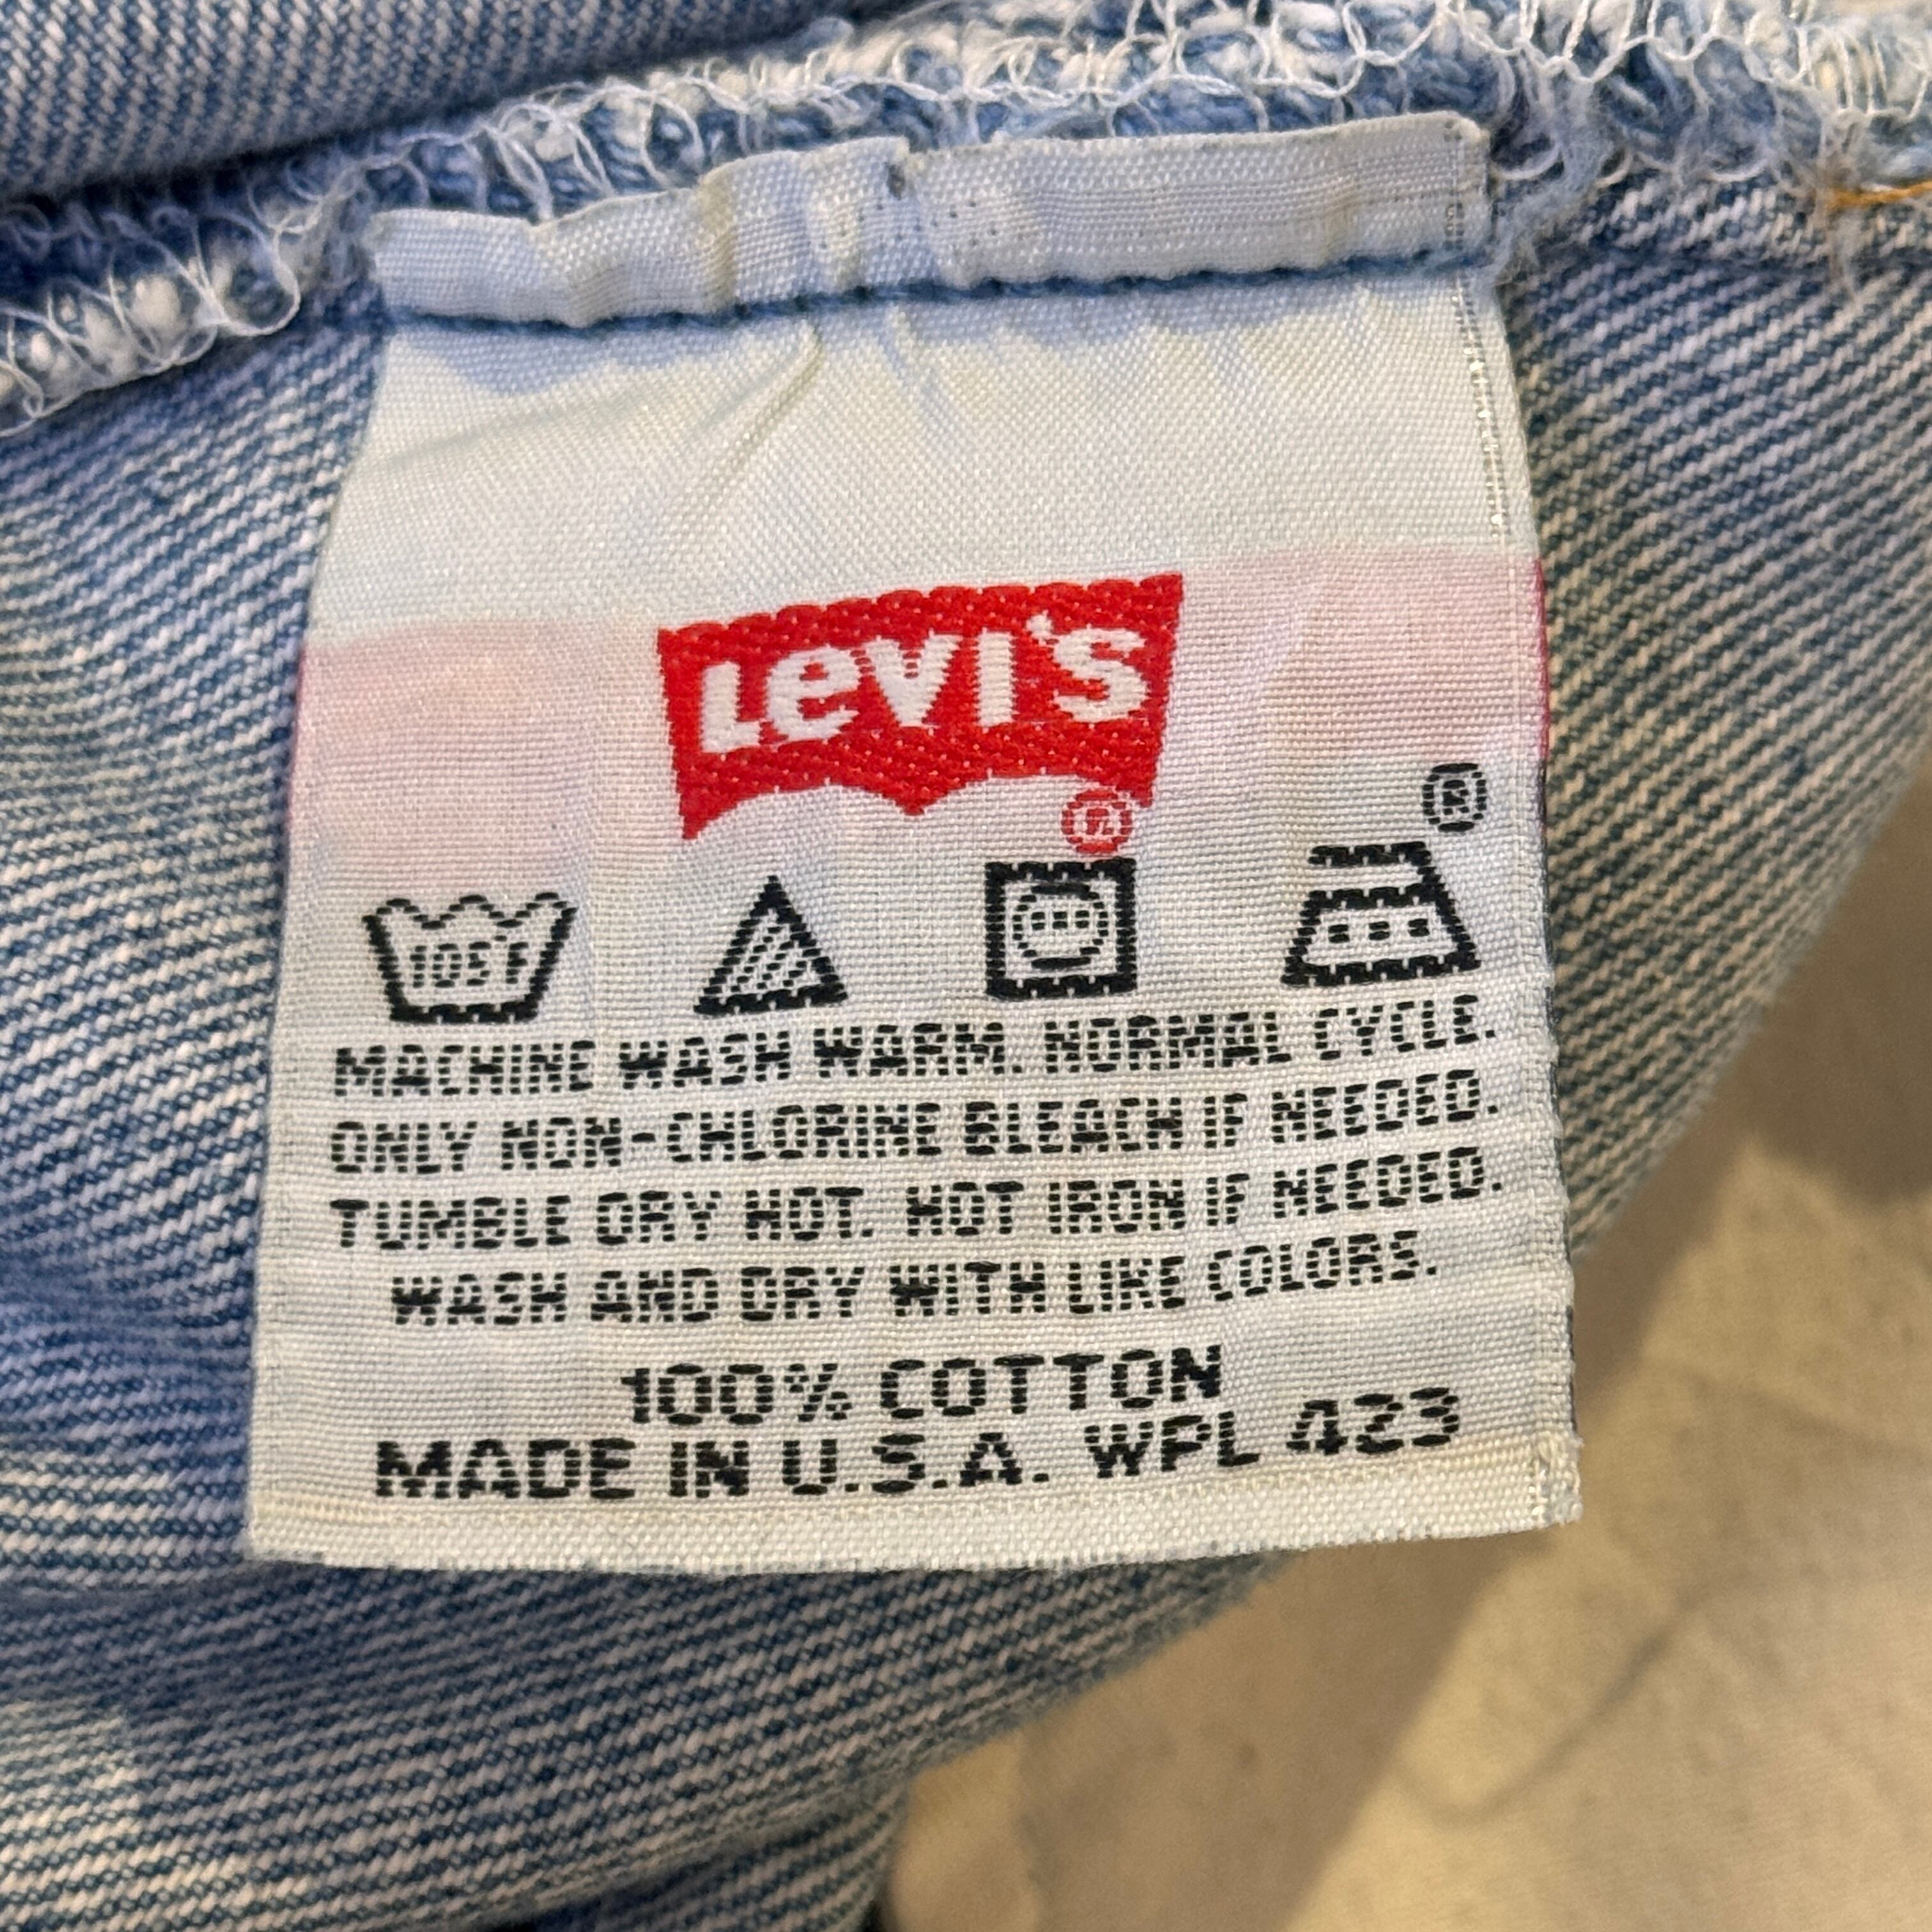 LEVI'S
®
®
105°F
MACHINE WASH WARM. NORMAL CYCLE.
ONLY NON-CHLORINE BLEACH IF NEEDED.
TUMBLE DRY HOT. HOT IRON IF NEEDED.
WASH AND DRY WITH LIKE COLORS.
100% COTTON
MADE IN U.S.A. WPL 423